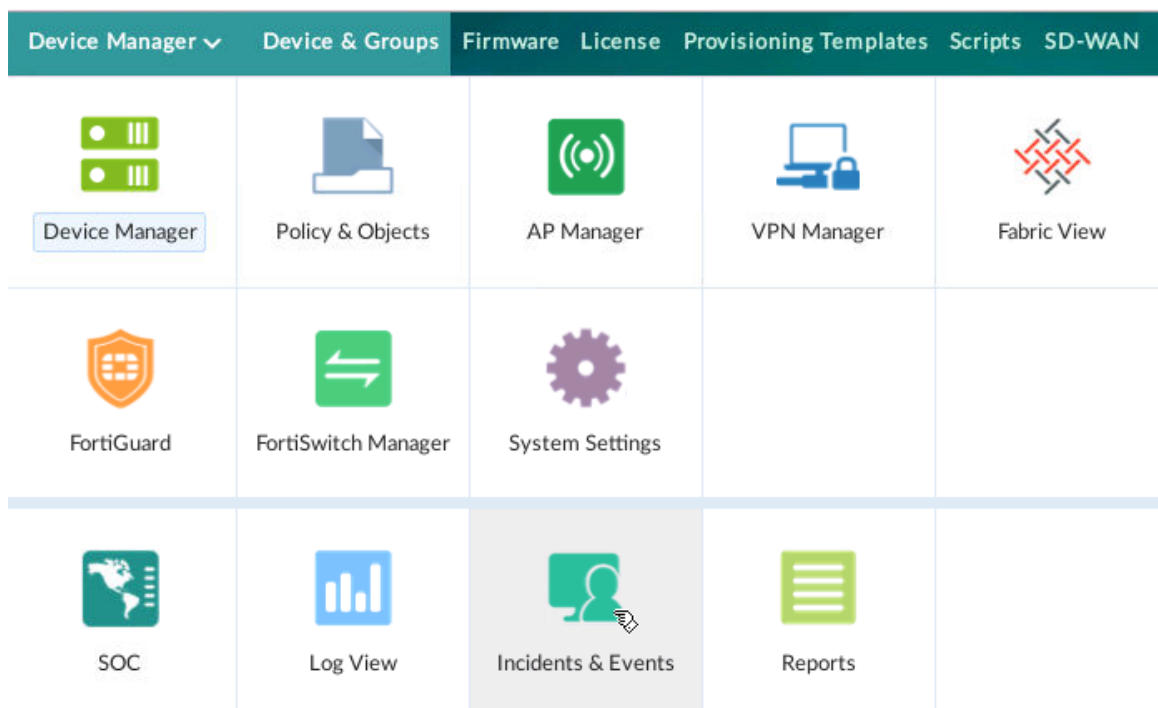 Device Manager Device & Groups Firmware License Provisioning Templates Scripts SD-WAN
Device Manager Policy & Objects AP Manager VPN Manager Fabric View
FortiGuard FortiSwitch Manager System Settings
SOC Log View Incidents & Events Reports